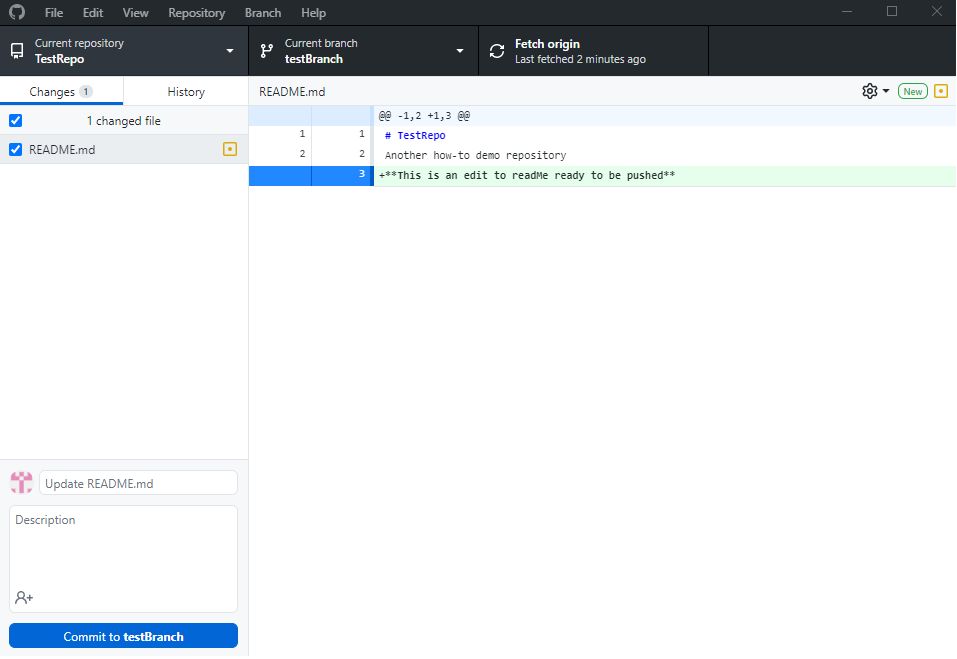 File Edit View Repository Branch Help
Current repository
TestRepo
Current branch
testBranch
Fetch origin
Last fetched 2 minutes ago
Changes 1
History
README.md
New
1 changed file
README.md
@@ -1,2 +1,3 @@
1 1 # TestRepo
2 2 Another how-to demo repository
3 +**This is an edit to readMe ready to be pushed**
Update README.md
Description
Commit to testBranch